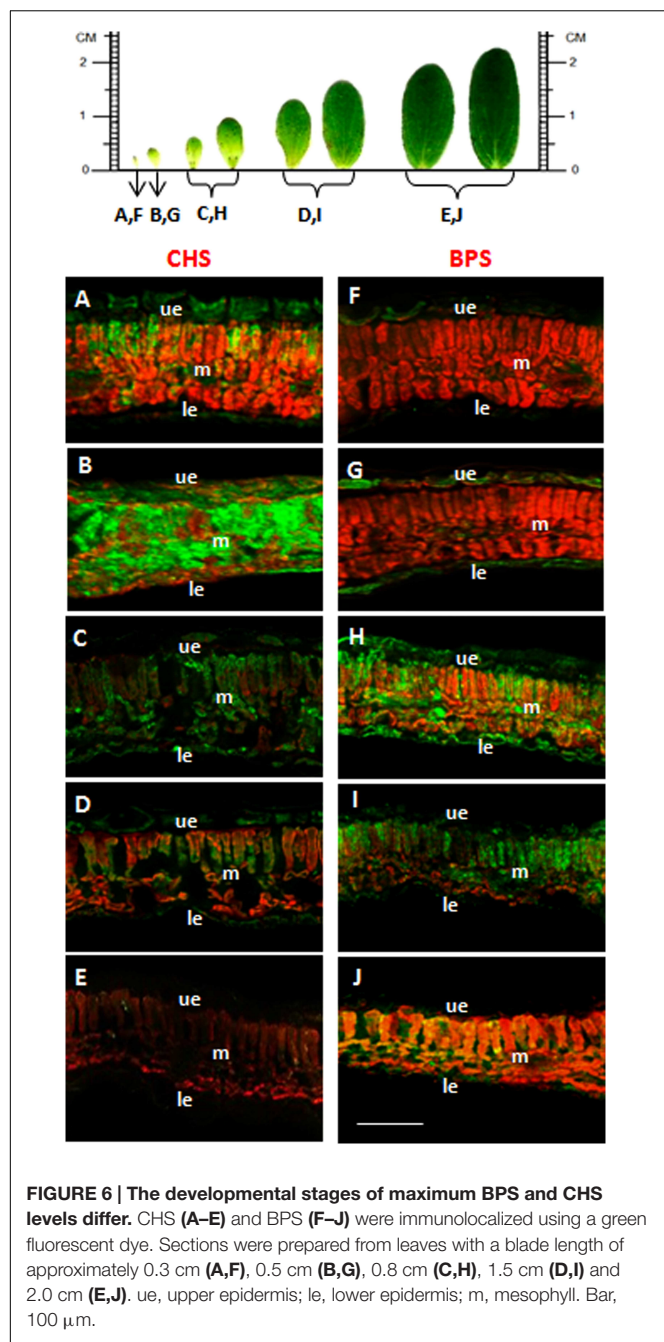 CM CM
2 2
1 1
0 0
A,F B,G C,H D,I E,J
CHS BPS
A ue m le
F ue m le
B ue m le
G ue m le
C ue m le
H ue m le
D ue m le
I ue m le
E ue m le
J ue m le
FIGURE 6 | The developmental stages of maximum BPS and CHS
levels differ. CHS (A–E) and BPS (F–J) were immunolocalized using a green
fluorescent dye. Sections were prepared from leaves with a blade length of
approximately 0.3 cm (A,F), 0.5 cm (B,G), 0.8 cm (C,H), 1.5 cm (D,I) and
2.0 cm (E,J). ue, upper epidermis; le, lower epidermis; m, mesophyll. Bar,
100 μm.